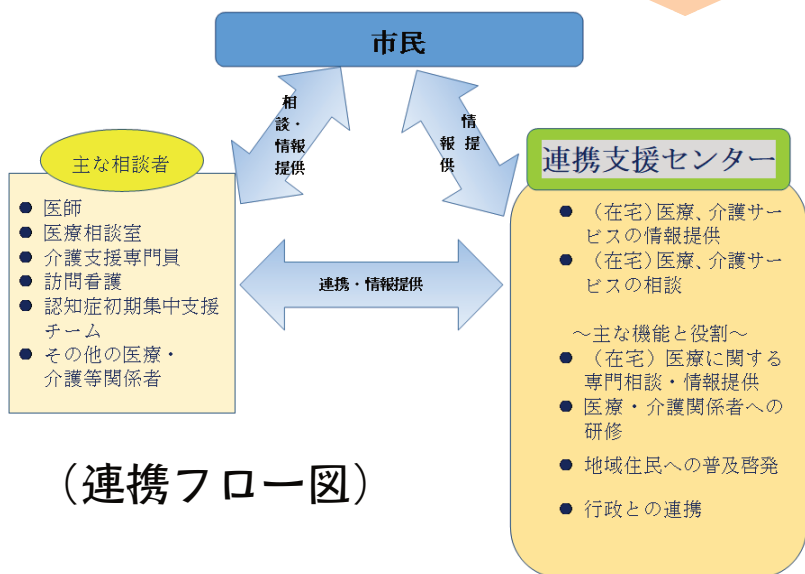 市民
相
談・
情報
提供
情提
報供
主な相談者
● 医師
● 医療相談室
● 介護支援専門員
● 訪問看護
● 認知症初期集中支援
チーム
● その他の医療・
介護等関係者
連携・情報提供
連携支援センター
● （在宅）医療、介護サー
ビスの情報提供
● （在宅）医療、介護サー
ビスの相談
～主な機能と役割～
● （在宅）医療に関する
専門相談・情報提供
● 医療・介護関係者への
研修
● 地域住民への普及啓発
● 行政との連携
（連携フロー図）